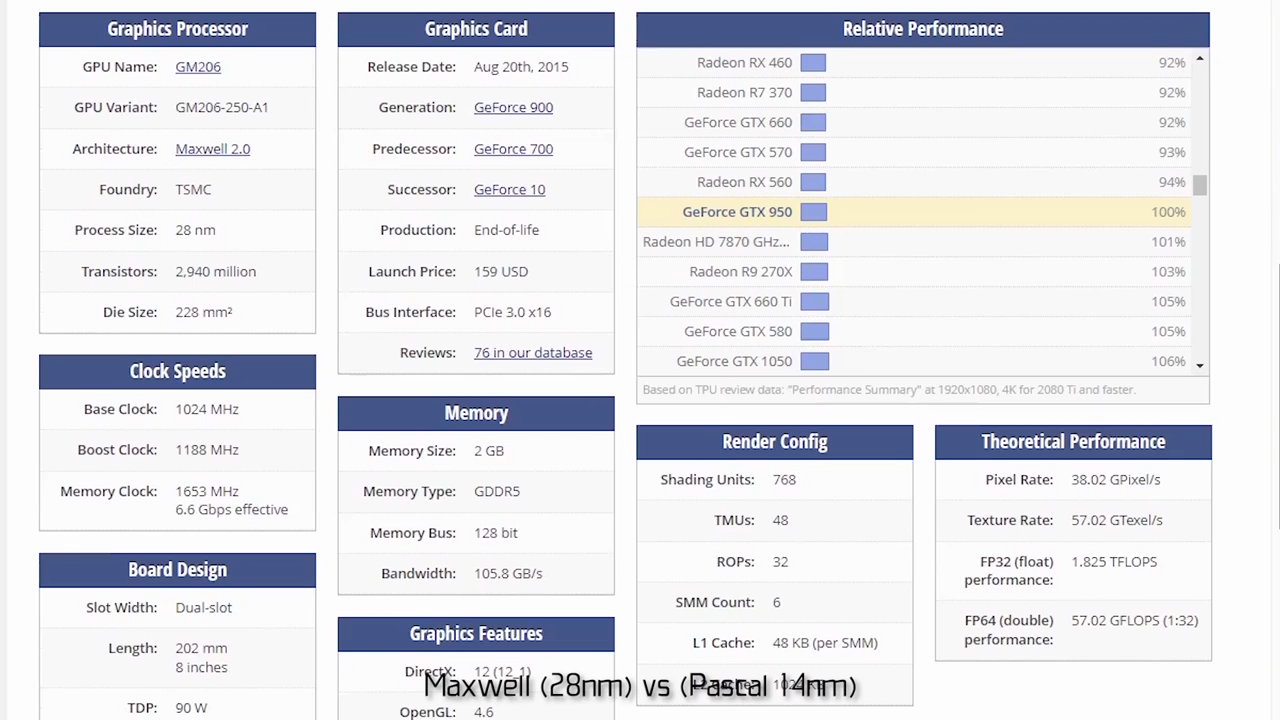 Graphics Processor
GPU Name: GM206
GPU Variant: GM206-250-A1
Architecture: Maxwell 2.0
Foundry: TSMC
Process Size: 28 nm
Transistors: 2,940 million
Die Size: 228 mm²
Clock Speeds
Base Clock: 1024 MHz
Boost Clock: 1188 MHz
Memory Clock: 1653 MHz
6.6 Gbps effective
Board Design
Slot Width: Dual-slot
Length: 202 mm
8 inches
TDP: 90 W
Graphics Card
Release Date: Aug 20th, 2015
Generation: GeForce 900
Predecessor: GeForce 700
Successor: GeForce 10
Production: End-of-life
Launch Price: 159 USD
Bus Interface: PCIe 3.0 x16
Reviews: 76 in our database
Memory
Memory Size: 2 GB
Memory Type: GDDR5
Memory Bus: 128 bit
Bandwidth: 105.8 GB/s
Graphics Features
DirectX: 12 (12_1)
OpenGL: 4.6
Relative Performance
Radeon RX 460 92%
Radeon R7 370 92%
GeForce GTX 660 92%
GeForce GTX 570 93%
Radeon RX 560 94%
GeForce GTX 950 100%
Radeon HD 7870 GHz... 101%
Radeon R9 270X 103%
GeForce GTX 660 Ti 105%
GeForce GTX 580 105%
GeForce GTX 1050 106%
Based on TPU review data: "Performance Summary" at 1920x1080, 4K for 2080 Ti and faster.
Render Config
Shading Units: 768
TMUs: 48
ROPs: 32
SMM Count: 6
L1 Cache: 48 KB (per SMM)
Theoretical Performance
Pixel Rate: 38.02 GPixel/s
Texture Rate: 57.02 GTexel/s
FP32 (float) performance: 1.825 TFLOPS
FP64 (double) performance: 57.02 GFLOPS (1:32)
Maxwell (28nm) vs (Pastal 14nm)